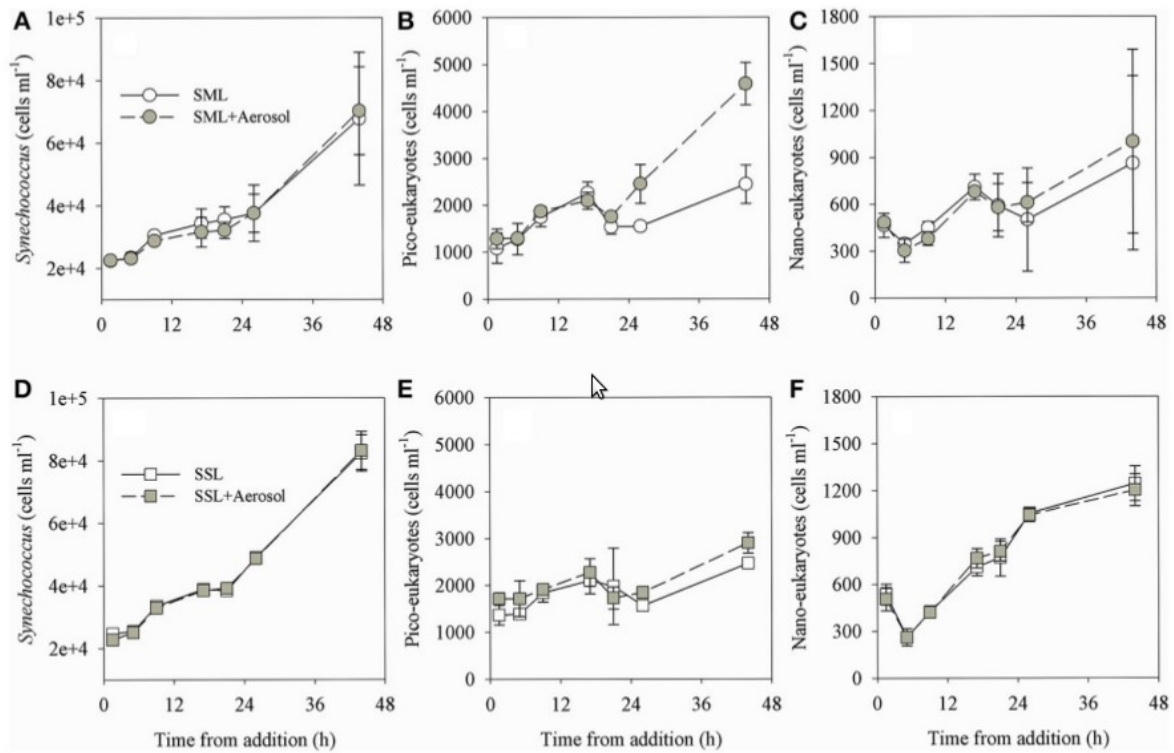 A
B
C
Synechococcus (cells ml-1)
1e+5
8e+4
6e+4
4e+4
2e+4
SML
SML+Aerosol
0 12 24 36 48
Pico-eukaryotes (cells ml-1)
6000
5000
4000
3000
2000
1000
0
0 12 24 36 48
Nano-eukaryotes (cells ml-1)
1800
1500
1200
900
600
300
0
0 12 24 36 48
D
E
F
Synechococcus (cells ml-1)
1e+5
8e+4
6e+4
4e+4
2e+4
SSL
SSL+Aerosol
0 12 24 36 48
Time from addition (h)
Pico-eukaryotes (cells ml-1)
6000
5000
4000
3000
2000
1000
0
0 12 24 36 48
Time from addition (h)
Nano-eukaryotes (cells ml-1)
1800
1500
1200
900
600
300
0
0 12 24 36 48
Time from addition (h)